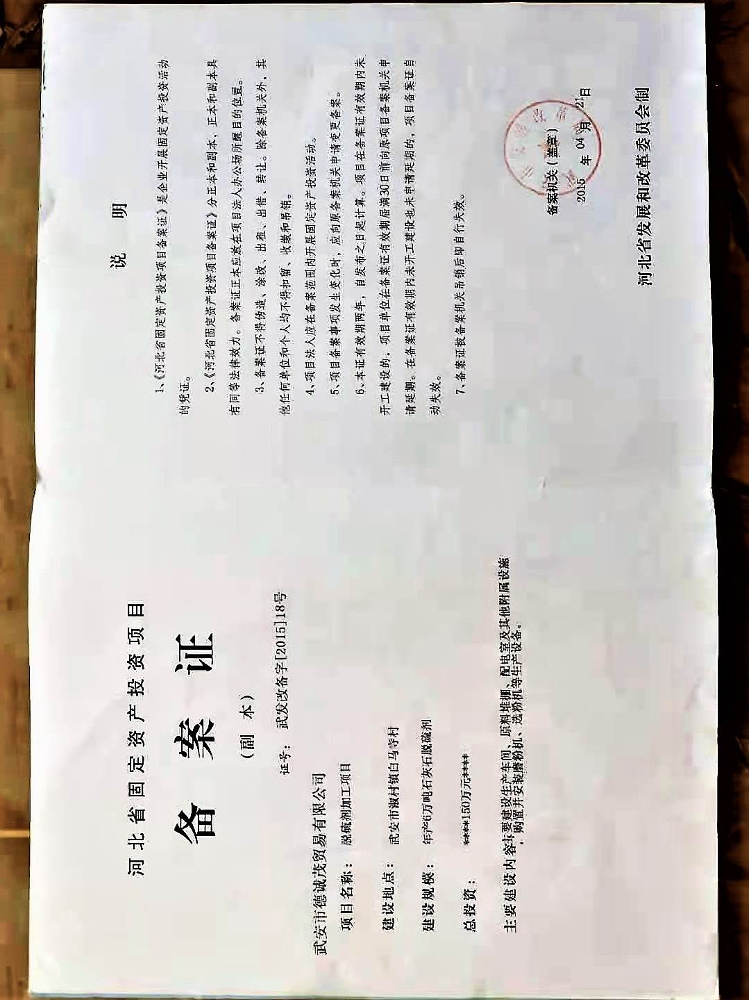 河北省固定资产投资项目
备案证
(副 本)
证号： 武发改备字[2015]18号
武安市德诚茂贸易有限公司
项目名称： 脱硫剂加工项目
建设地点： 武安市淑村镇白马寺村
建设规模： 年产6万吨石灰石脱硫剂
总投资： ****150万元****
主要建设内容主要建设生产车间、原料堆棚、配电室及其他附属设施
，购置并安装磨粉机、选粉机等生产设备。
说 明
1、《河北省固定资产投资项目备案证》是企业开展固定资产投资活动
的凭证。
2、《河北省固定资产投资项目备案证》分正本和副本，正本和副本具
有同等法律效力。备案证正本应放在项目法人办公场所醒目的位置。
3、备案证不得伪造、涂改、出租、出借、转让。除备案机关外，其
他任何单位和个人均不得扣留、收缴和吊销。
4、项目法人应在备案范围内开展固定资产投资活动。
5、项目备案事项发生变化时，应向原备案机关申请变更备案。
6、本证有效期两年，自发布之日起计算。项目在备案证有效期内未
开工建设的，项目单位在备案证有效期届满30日前向原项目备案机关申
请延期。在备案证有效期内未开工建设也未申请延期的，项目备案证自
动失效。
7、备案证被备案机关吊销后即自行失效。
备案机关(盖章)
2015 年 04 月 21日
河北省发展和改革委员会制